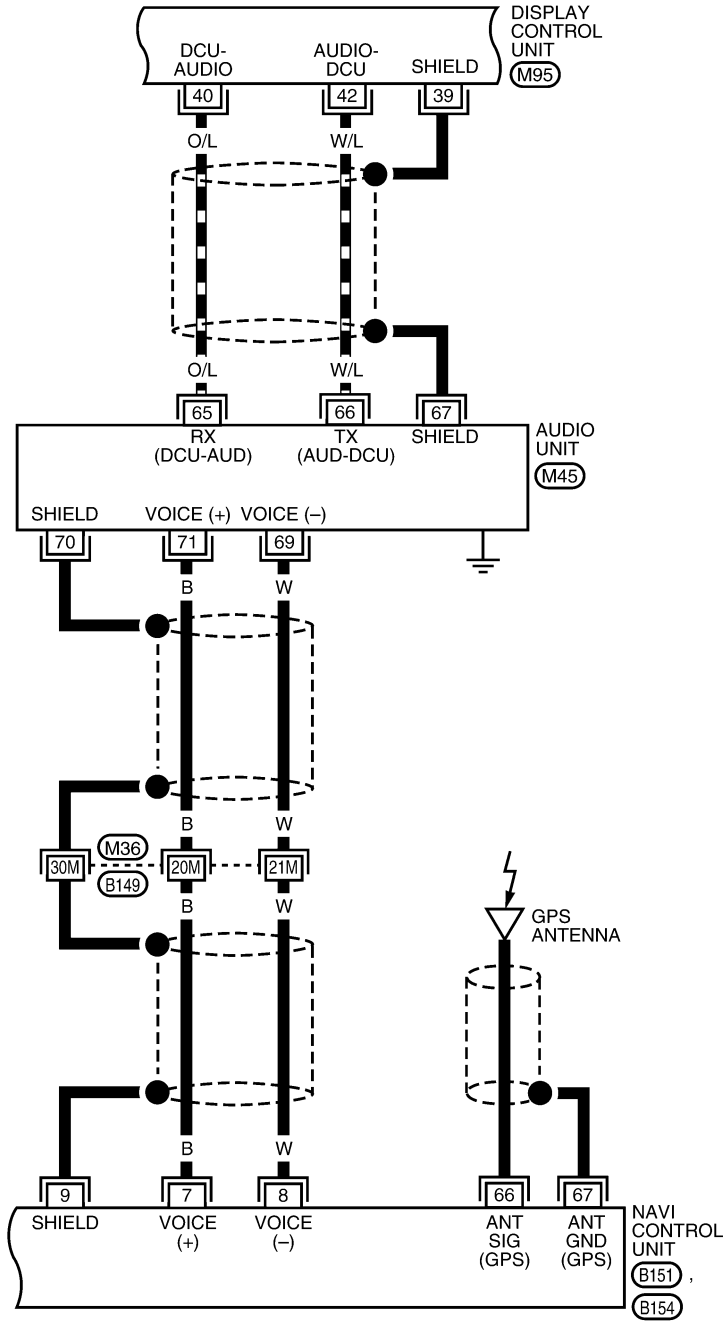 DISPLAY
CONTROL
UNIT
M95
DCU-
AUDIO
AUDIO-
DCU
SHIELD
40
42
39
O/L
W/L
O/L
W/L
65
66
67
RX
(DCU-AUD)
TX
(AUD-DCU)
SHIELD
AUDIO
UNIT
M45
SHIELD
VOICE (+)
VOICE (–)
70
71
69
B
W
B
W
M36
30M
20M
21M
B149
B
W
GPS
ANTENNA
B
W
9
7
8
66
67
SHIELD
VOICE
(+)
VOICE
(–)
ANT
SIG
(GPS)
ANT
GND
(GPS)
NAVI
CONTROL
UNIT
B151 ,
B154